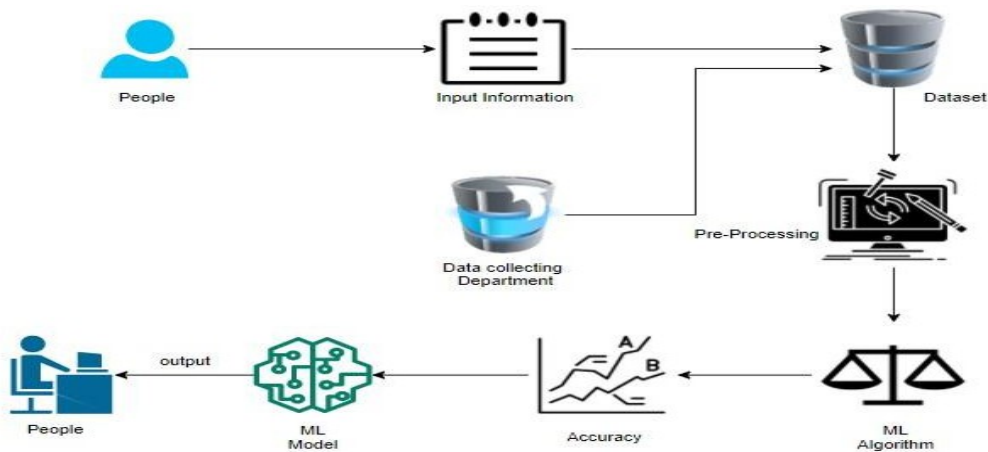 People
Input Information
Dataset
Data collecting
Department
Pre-Processing
output
A
B
People
ML
Model
Accuracy
ML
Algorithm